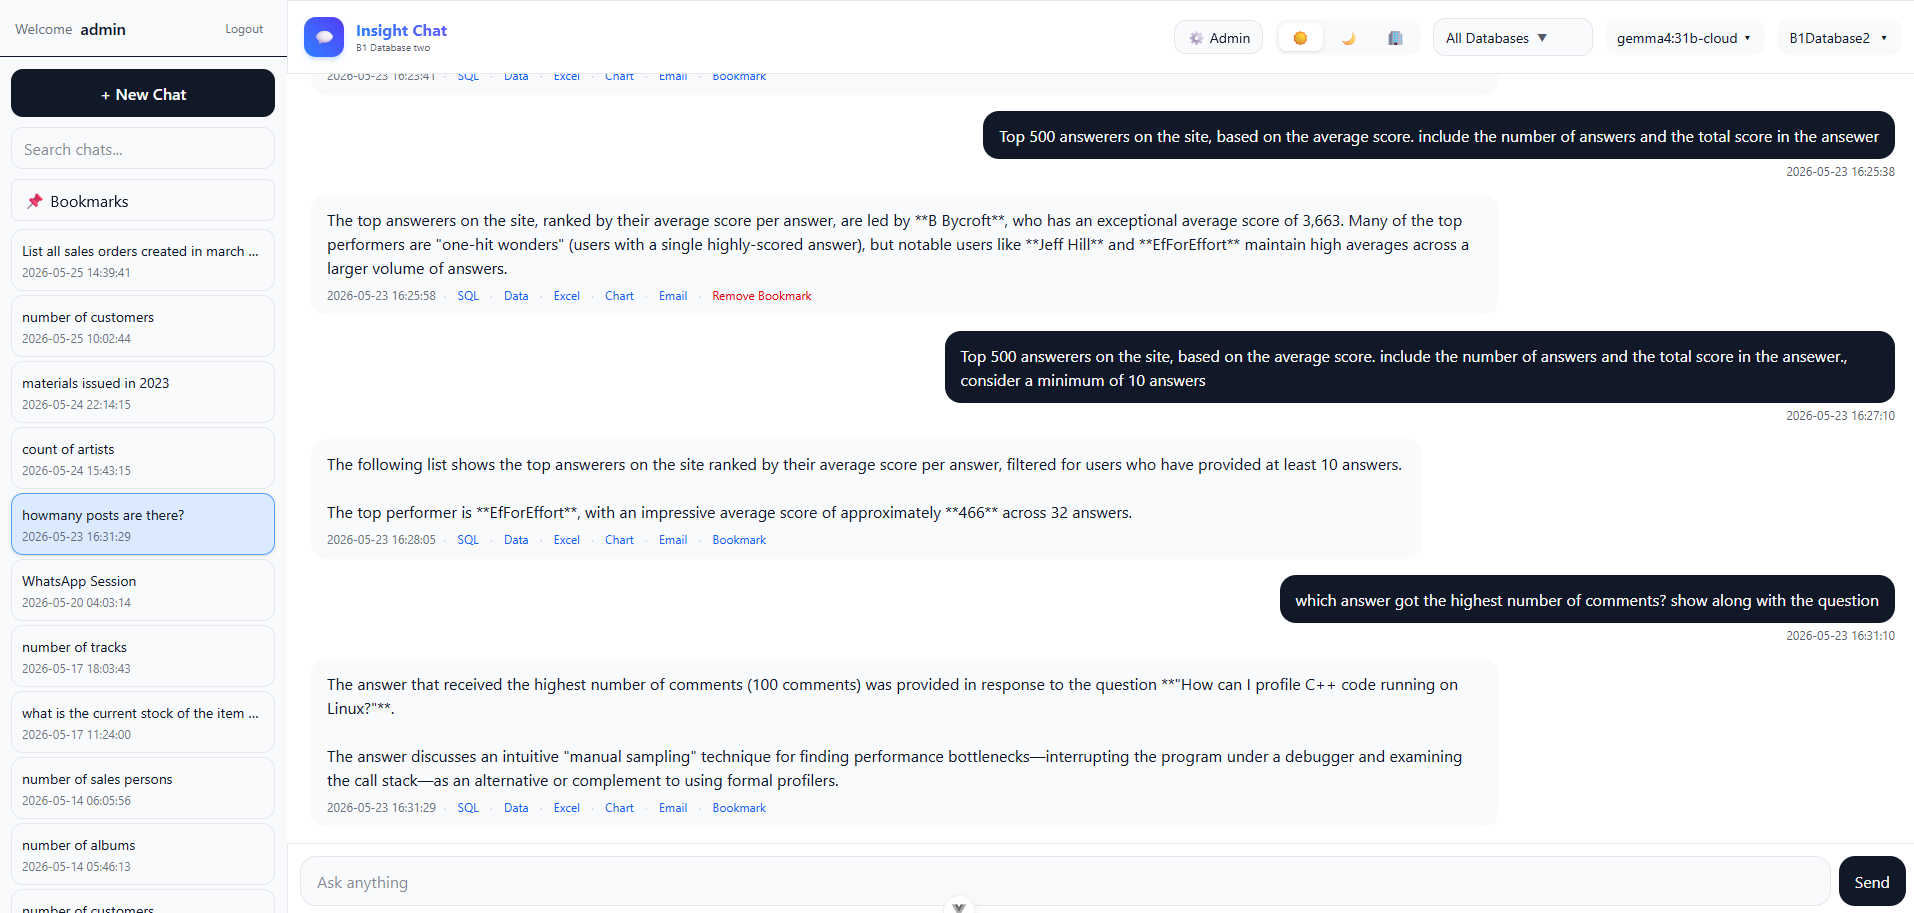 Welcome admin
Logout
+ New Chat
Search chats...
Bookmarks
List all sales orders created in march ...
2026-05-25 14:39:41
number of customers
2026-05-25 10:02:44
materials issued in 2023
2026-05-24 22:14:15
count of artists
2026-05-24 15:43:15
howmany posts are there?
2026-05-23 16:31:29
WhatsApp Session
2026-05-20 04:03:14
number of tracks
2026-05-17 18:03:43
what is the current stock of the item ...
2026-05-17 11:24:00
number of sales persons
2026-05-14 06:05:56
number of albums
2026-05-14 05:46:13
number of customers
Insight Chat
B1 Database two
Admin
All Databases ▼
gemma4:31b-cloud ▾
B1Database2 ▾
2026-05-23 16:23:41 · SQL · Data · Excel · Chart · Email · Bookmark
Top 500 answerers on the site, based on the average score. include the number of answers and the total score in the ansewer
2026-05-23 16:25:38
The top answerers on the site, ranked by their average score per answer, are led by **B Bycroft**, who has an exceptional average score of 3,663. Many of the top
performers are "one-hit wonders" (users with a single highly-scored answer), but notable users like **Jeff Hill** and **EfForEffort** maintain high averages across a
larger volume of answers.
2026-05-23 16:25:58 · SQL · Data · Excel · Chart · Email · Remove Bookmark
Top 500 answerers on the site, based on the average score. include the number of answers and the total score in the ansewer.,
consider a minimum of 10 answers
2026-05-23 16:27:10
The following list shows the top answerers on the site ranked by their average score per answer, filtered for users who have provided at least 10 answers.
The top performer is **EfForEffort**, with an impressive average score of approximately **466** across 32 answers.
2026-05-23 16:28:05 · SQL · Data · Excel · Chart · Email · Bookmark
which answer got the highest number of comments? show along with the question
2026-05-23 16:31:10
The answer that received the highest number of comments (100 comments) was provided in response to the question **"How can I profile C++ code running on
Linux?"**.
The answer discusses an intuitive "manual sampling" technique for finding performance bottlenecks—interrupting the program under a debugger and examining
the call stack—as an alternative or complement to using formal profilers.
2026-05-23 16:31:29 · SQL · Data · Excel · Chart · Email · Bookmark
Ask anything
Send